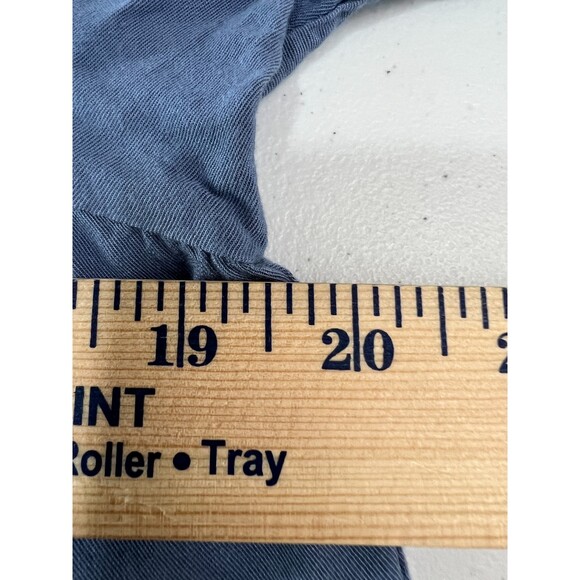 19 20
INT
Roller • Tray